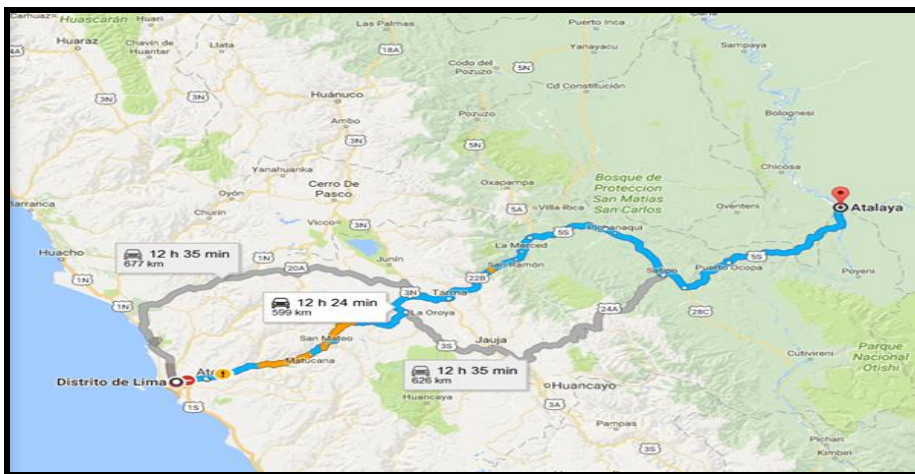 Carhuaz
Huari
Huascarán
Huaraz
Chavín de
Huantar
Llata
Las Palmas
Puerto Inca
Yanayacu
Sampaya
18A
Codo del
Pozuzo
5N
Cd Constitución
3N
3N
Huánuco
Ambo
3N
Pozuzo
5N
Bolognesi
Chicosa
Yanahuanca
Cerro De
Pasco
Oxapampa
Bosque de
Protección
San Matias
San Carlos
Atalaya
Oyón
Barranca
Churín
Vicco
5A
Villa Rica
Oventeni
5S
Pichanaqui
Huacho
12 h 35 min
677 km
1N
Junín
La Merced
San Ramón
5S
Puerto Ocopa
Poyeni
1N
20A
22B
Satipo
1N
3N
Tarma
12 h 24 min
599 km
La Oroya
24A
28C
San Mateo
3S
Jauja
Parque
Nacional
Otishi
Matucana
Cutivireni
12 h 35 min
626 km
Distrito de Lima
Huancayo
1S
Huancaya
3A
Pampas
3S
Pichari
Kimbiri